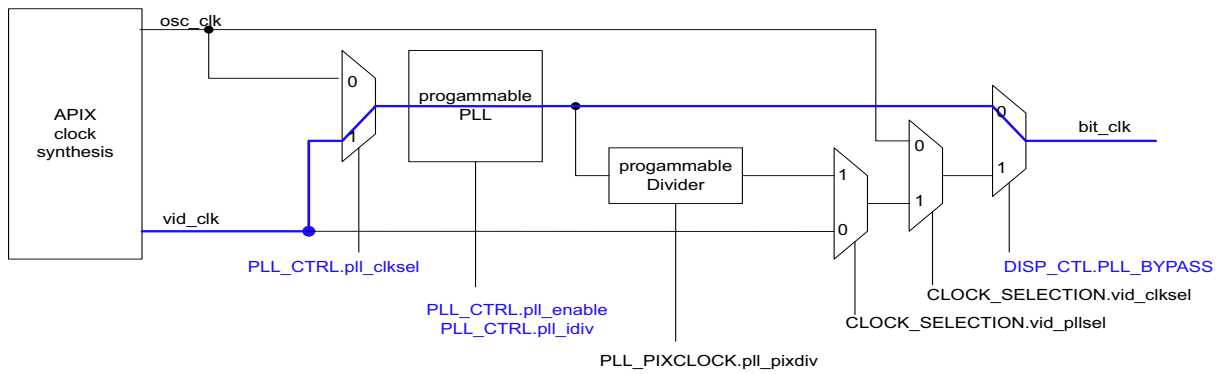 osc_clk
0
progammable
PLL
APIX
clock
synthesis
1
0
0
bit_clk
progammable
Divider
1
1
1
vid_clk
0
PLL_CTRL.pll_clksel
DISP_CTL.PLL_BYPASS
CLOCK_SELECTION.vid_clksel
PLL_CTRL.pll_enable
PLL_CTRL.pll_idiv
CLOCK_SELECTION.vid_pllsel
PLL_PIXCLOCK.pll_pixdiv